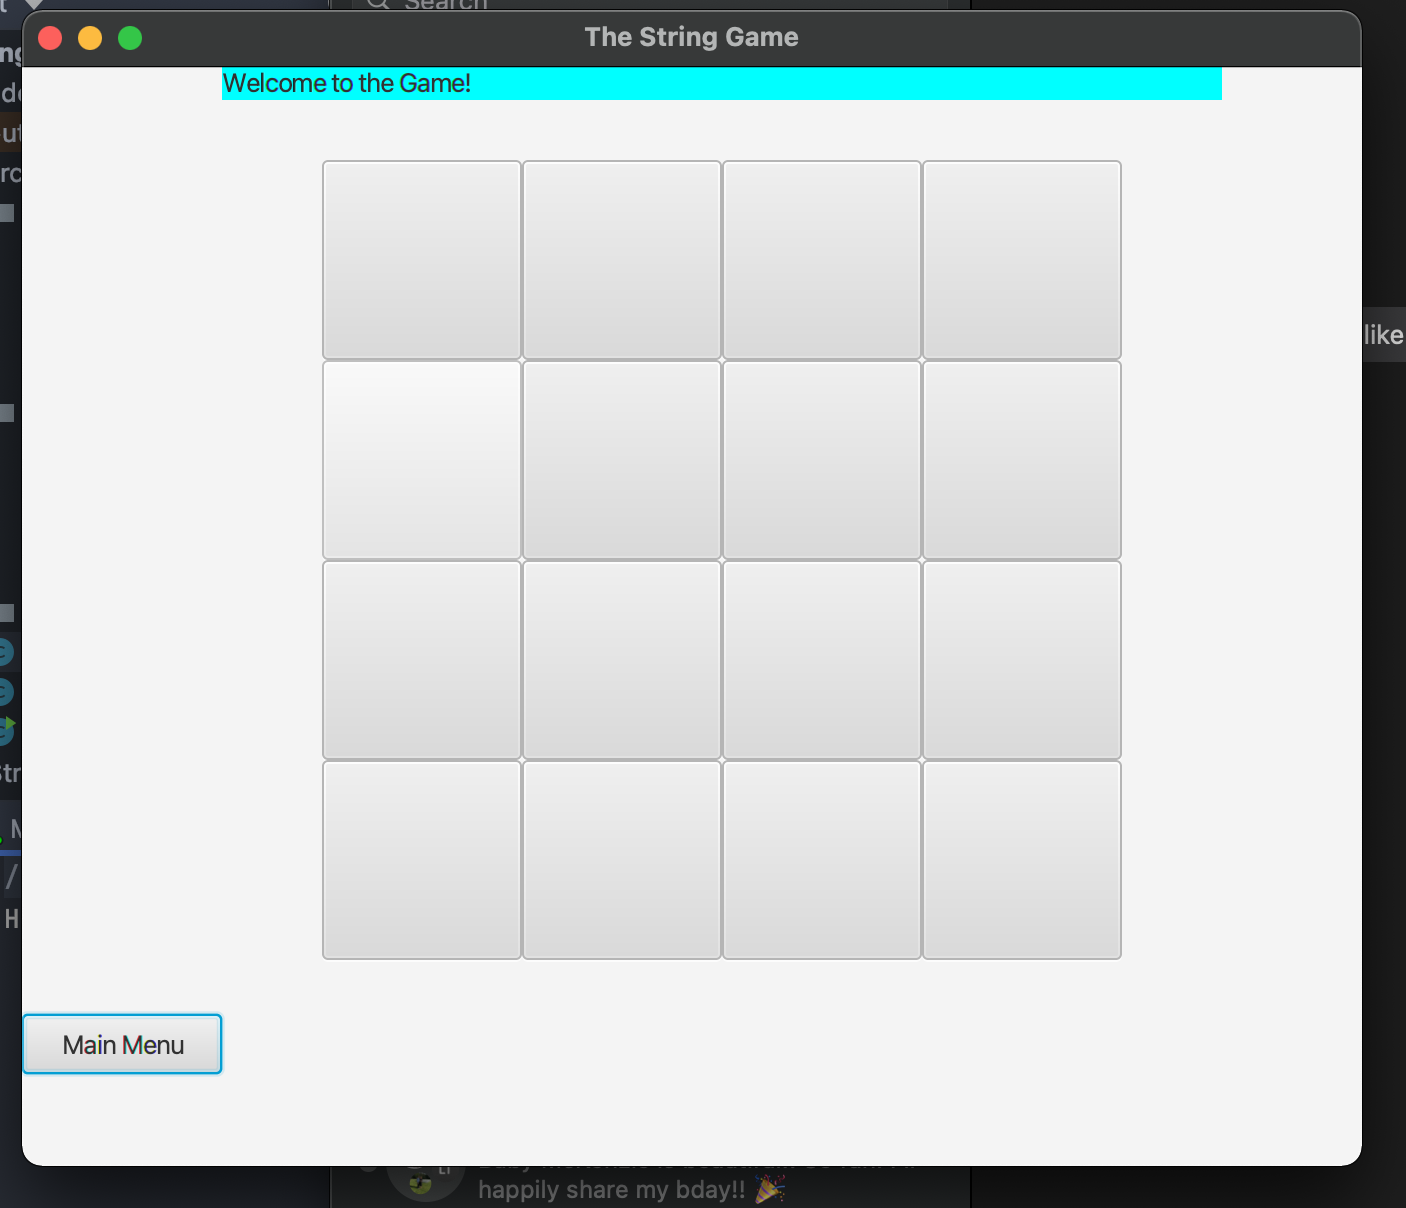 Search
The String Game
Welcome to the Game!
like
Main Menu
happily share my bday!! 🎉